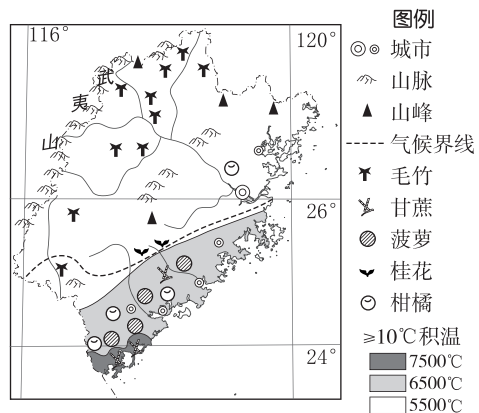 116°
120°
武
夷
山
26°
24°
图例
城市
山脉
山峰
气候界线
毛竹
甘蔗
菠萝
桂花
柑橘
≥10℃积温
7500℃
6500℃
5500℃